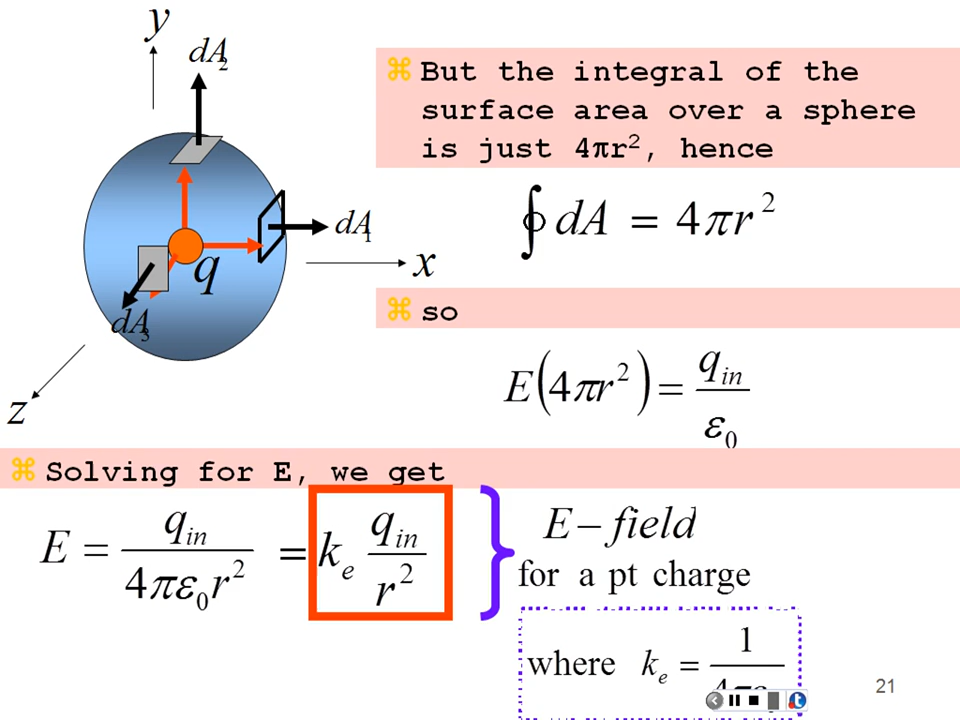 y
dA₂
dA₁
x
q
dA₃
z
⌘ But the integral of the
surface area over a sphere
is just 4πr², hence
∮dA = 4πr²
⌘ so
E(4πr²) = qᵢₙ/ε₀
⌘ Solving for E, we get
E = qᵢₙ/4πε₀r² = kₑ qᵢₙ/r²
E – field
for a pt charge
where kₑ = 1/4π
21